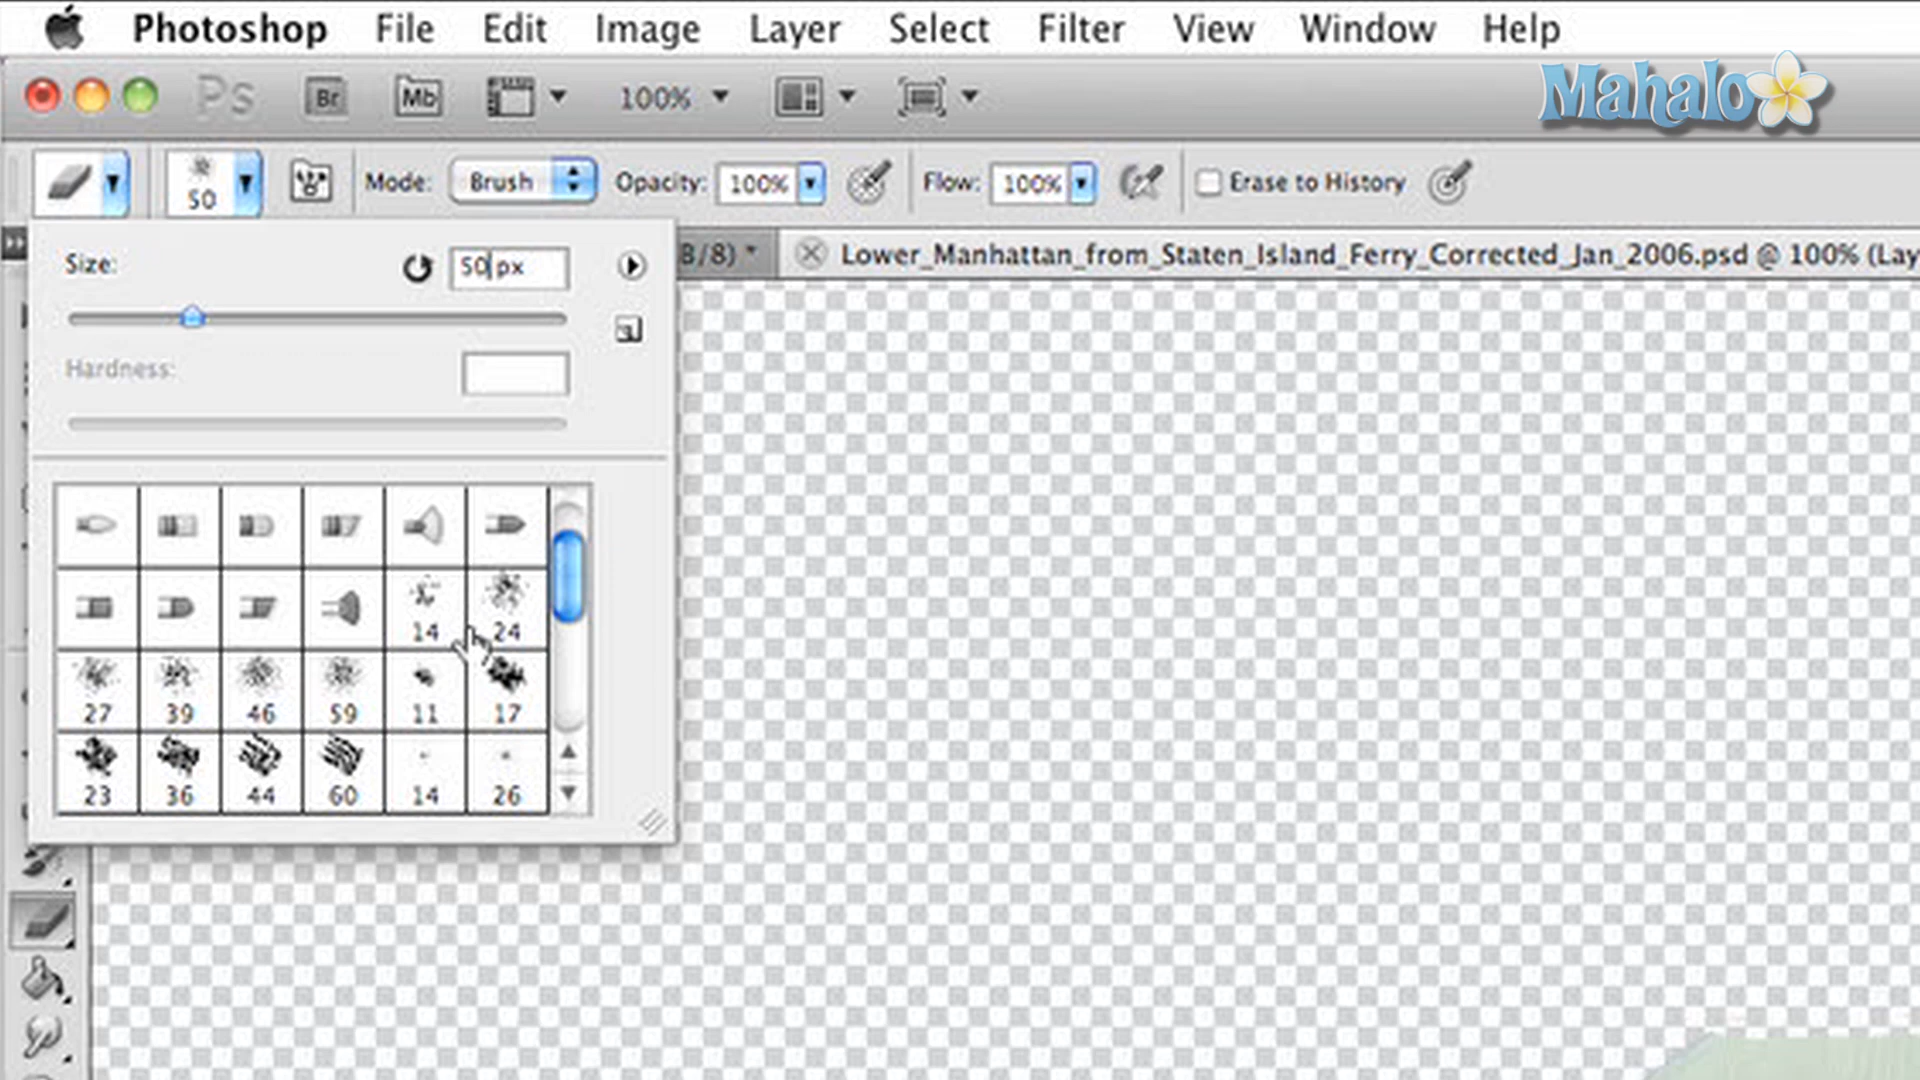 Photoshop File Edit Image Layer Select Filter View Window Help
Mahalo
Ps Br Mb 100%
50 Mode: Brush Opacity: 100% Flow: 100% Erase to History
Size: 50 px
8/8) * Lower_Manhattan_from_Staten_Island_Ferry_Corrected_Jan_2006.psd @ 100% (Lay
Hardness:
14 24
27 39 46 59 11 17
23 36 44 60 14 26